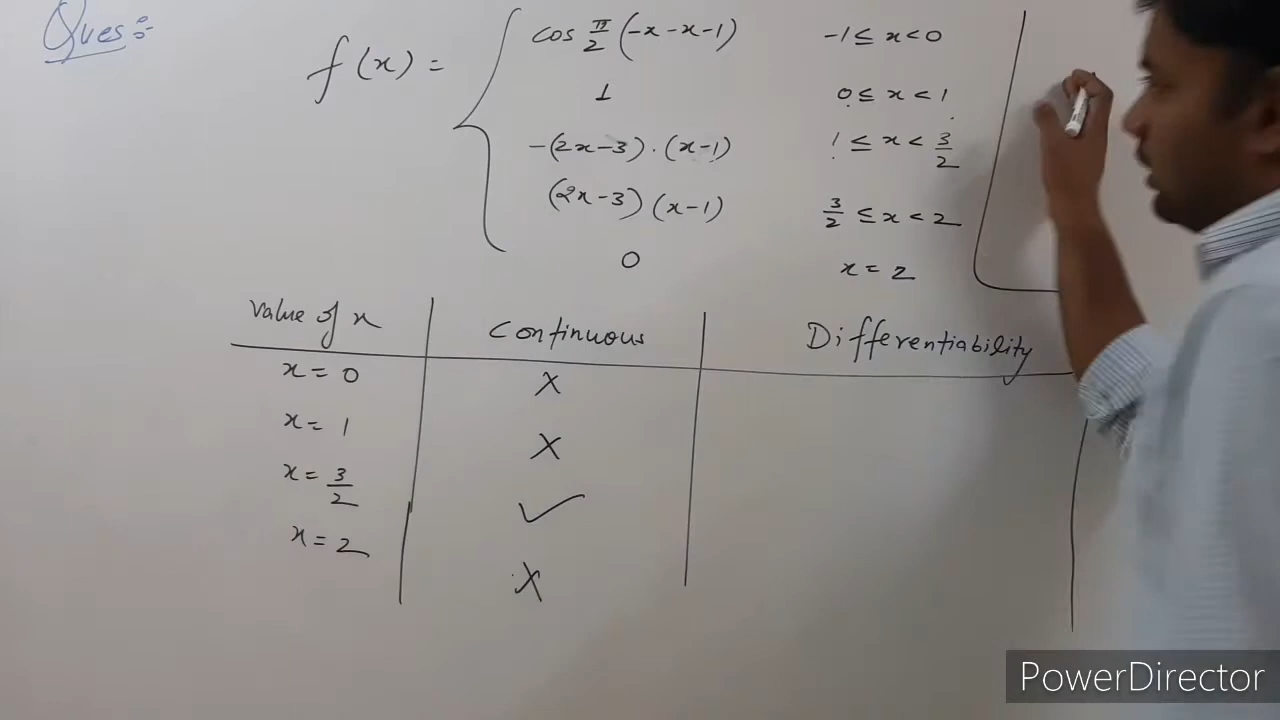 Ques:-
f(x) = { cos π/2 (-x-x-1)   -1 ≤ x < 0
1   0 ≤ x < 1
-(2x-3).(x-1)   1 ≤ x < 3/2
(2x-3)(x-1)   3/2 ≤ x < 2
0   x = 2
Value of x   Continuous   Differentiability
x = 0   X
x = 1   X
x = 3/2   ✓
x = 2   X
PowerDirector